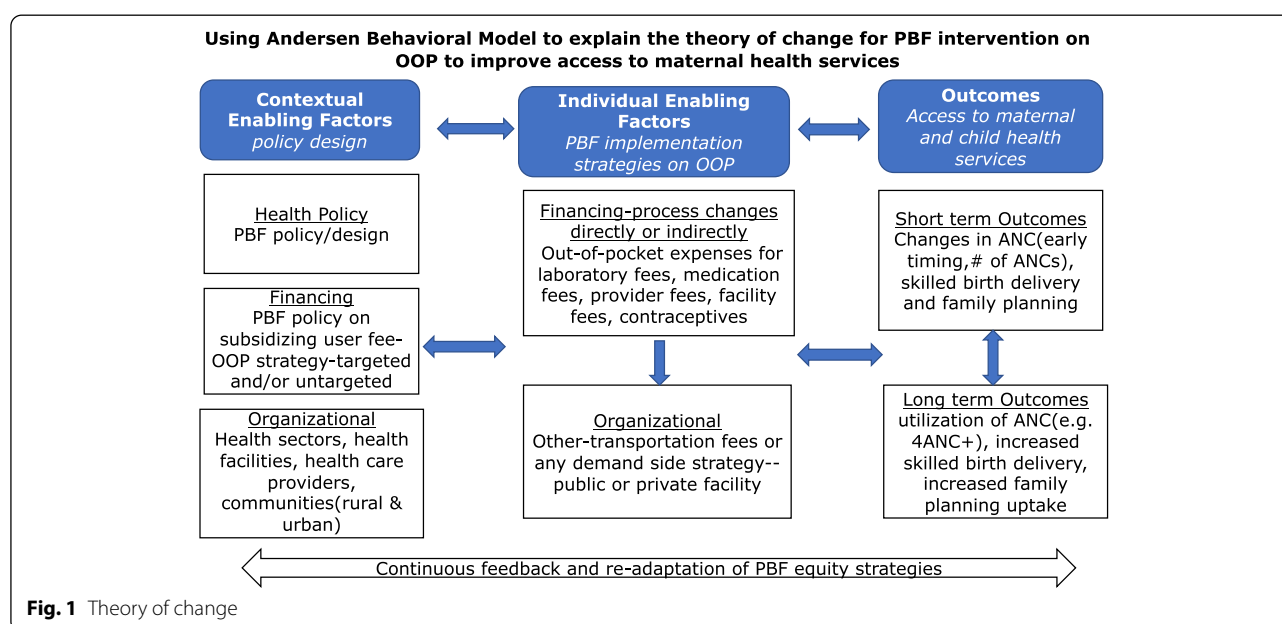 Using Andersen Behavioral Model to explain the theory of change for PBF intervention on
OOP to improve access to maternal health services
Contextual
Enabling Factors
policy design
Individual Enabling
Factors
PBF implementation
strategies on OOP
Outcomes
Access to maternal
and child health
services
Health Policy
PBF policy/design
Financing
PBF policy on
subsidizing user fee-
OOP strategy-targeted
and/or untargeted
Organizational
Health sectors, health
facilities, health care
providers,
communities(rural &
urban)
Financing-process changes
directly or indirectly
Out-of-pocket expenses for
laboratory fees, medication
fees, provider fees, facility
fees, contraceptives
Organizational
Other-transportation fees or
any demand side strategy--
public or private facility
Short term Outcomes
Changes in ANC(early
timing,# of ANCs),
skilled birth delivery
and family planning
Long term Outcomes
utilization of ANC(e.g.
4ANC+), increased
skilled birth delivery,
increased family
planning uptake
Continuous feedback and re-adaptation of PBF equity strategies
Fig. 1 Theory of change